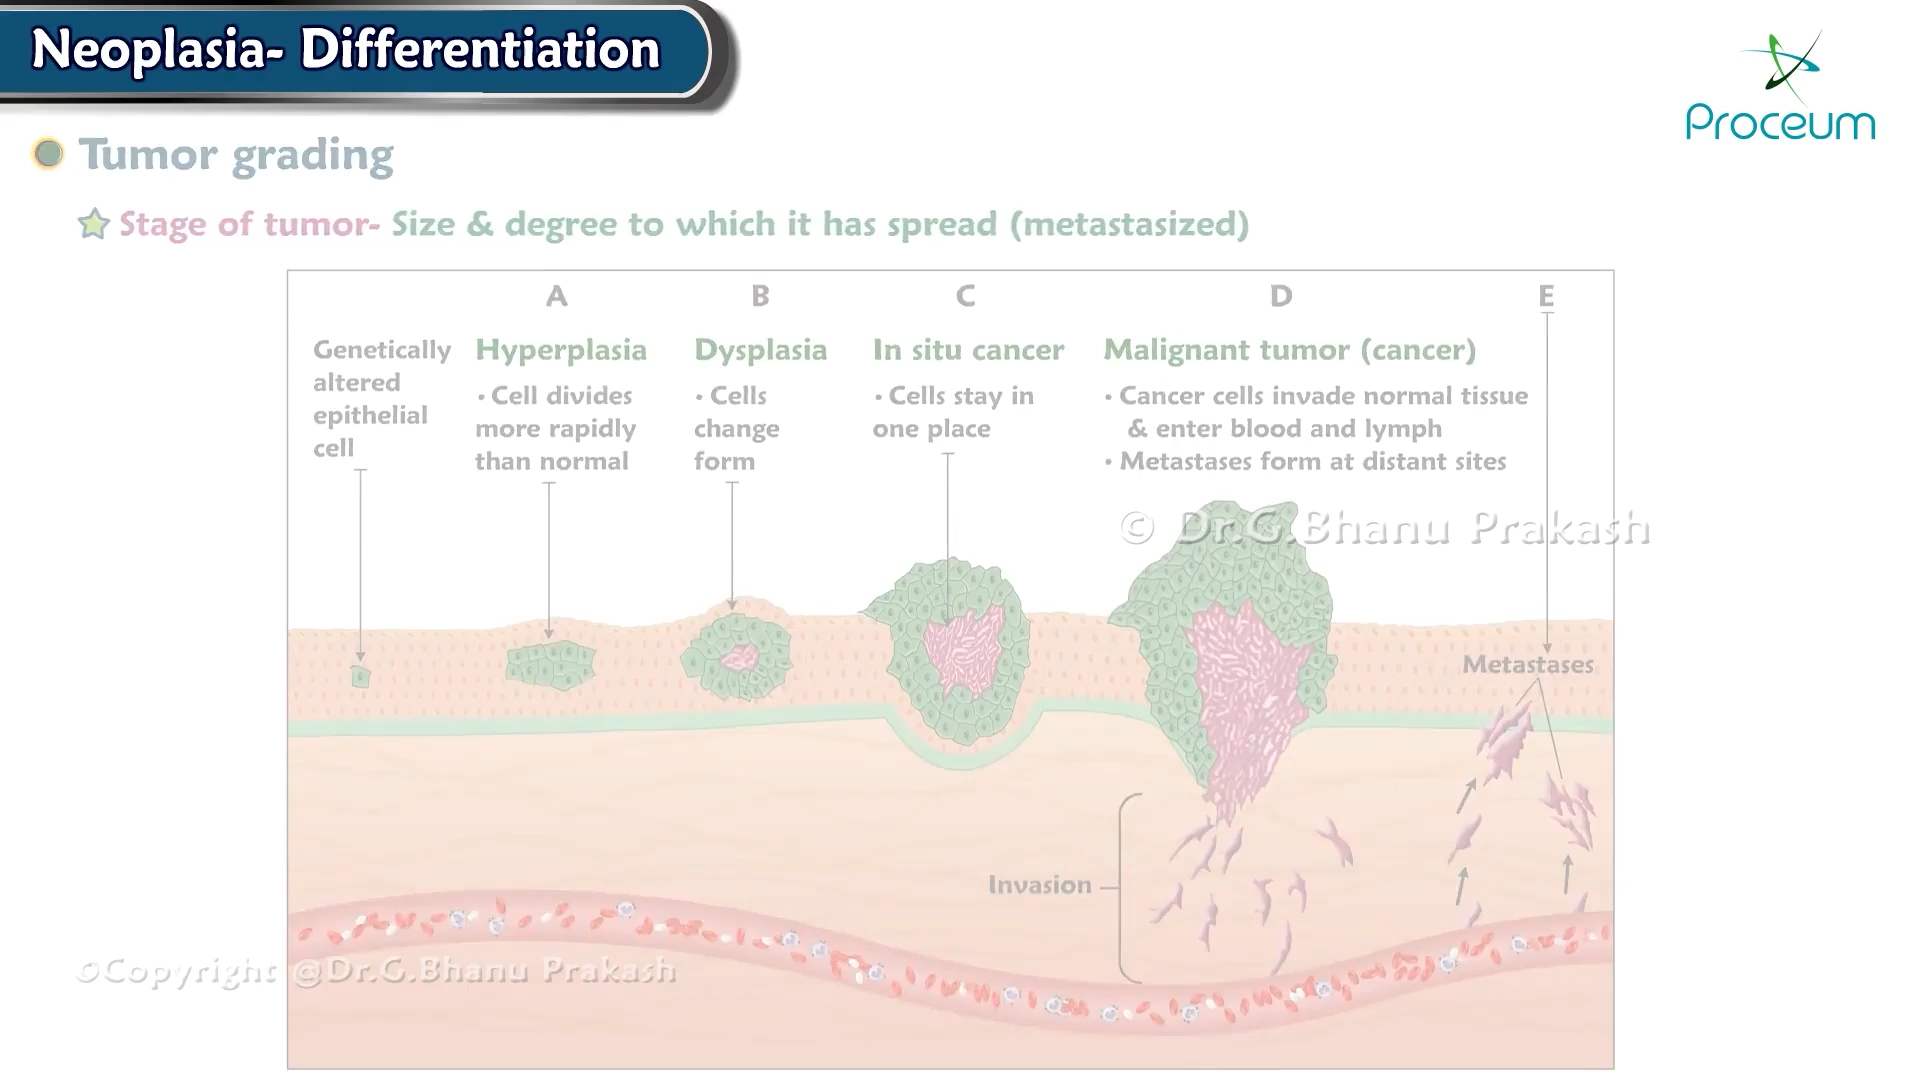 Neoplasia- Differentiation
Proceum
Tumor grading
Stage of tumor- Size & degree to which it has spread (metastasized)
A B C D E
Genetically
altered
epithelial
cell
Hyperplasia
• Cell divides
more rapidly
than normal
Dysplasia
• Cells
change
form
In situ cancer
• Cells stay in
one place
Malignant tumor (cancer)
• Cancer cells invade normal tissue
& enter blood and lymph
• Metastases form at distant sites
© Dr.G.Bhanu Prakash
Metastases
Invasion
©Copyright @Dr.G.Bhanu Prakash